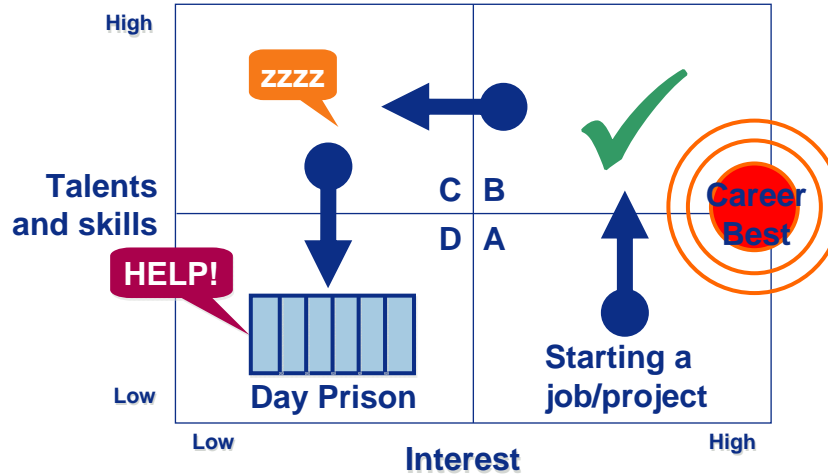 High
zzzz
Talents
and skills
C B
D A
Career
Best
HELP!
Starting a
job/project
Day Prison
Low
Low
High
Interest